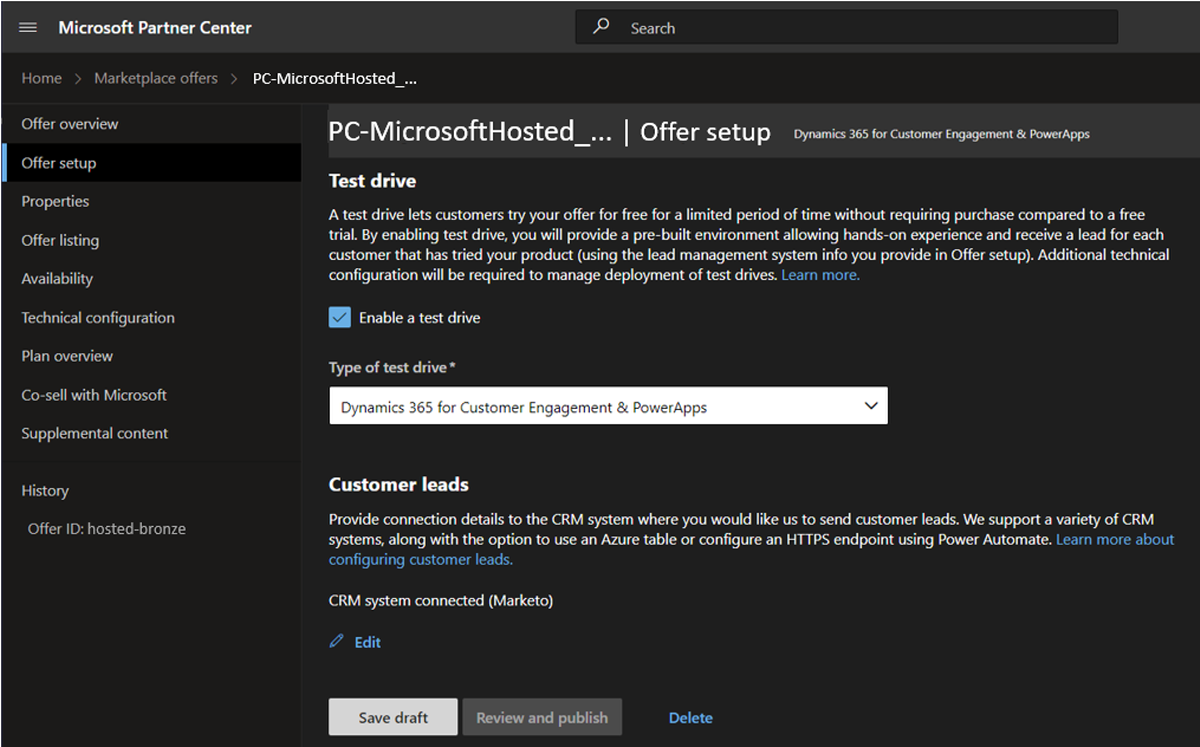 Microsoft Partner Center
Search
Home > Marketplace offers > PC-MicrosoftHosted_...
Offer overview
Offer setup
Properties
Offer listing
Availability
Technical configuration
Plan overview
Co-sell with Microsoft
Supplemental content
History
Offer ID: hosted-bronze
PC-MicrosoftHosted_... | Offer setup Dynamics 365 for Customer Engagement & PowerApps
Test drive
A test drive lets customers try your offer for free for a limited period of time without requiring purchase compared to a free
trial. By enabling test drive, you will provide a pre-built environment allowing hands-on experience and receive a lead for each
customer that has tried your product (using the lead management system info you provide in Offer setup). Additional technical
configuration will be required to manage deployment of test drives. Learn more.
Enable a test drive
Type of test drive*
Dynamics 365 for Customer Engagement & PowerApps
Customer leads
Provide connection details to the CRM system where you would like us to send customer leads. We support a variety of CRM
systems, along with the option to use an Azure table or configure an HTTPS endpoint using Power Automate. Learn more about
configuring customer leads.
CRM system connected (Marketo)
Edit
Save draft
Review and publish
Delete